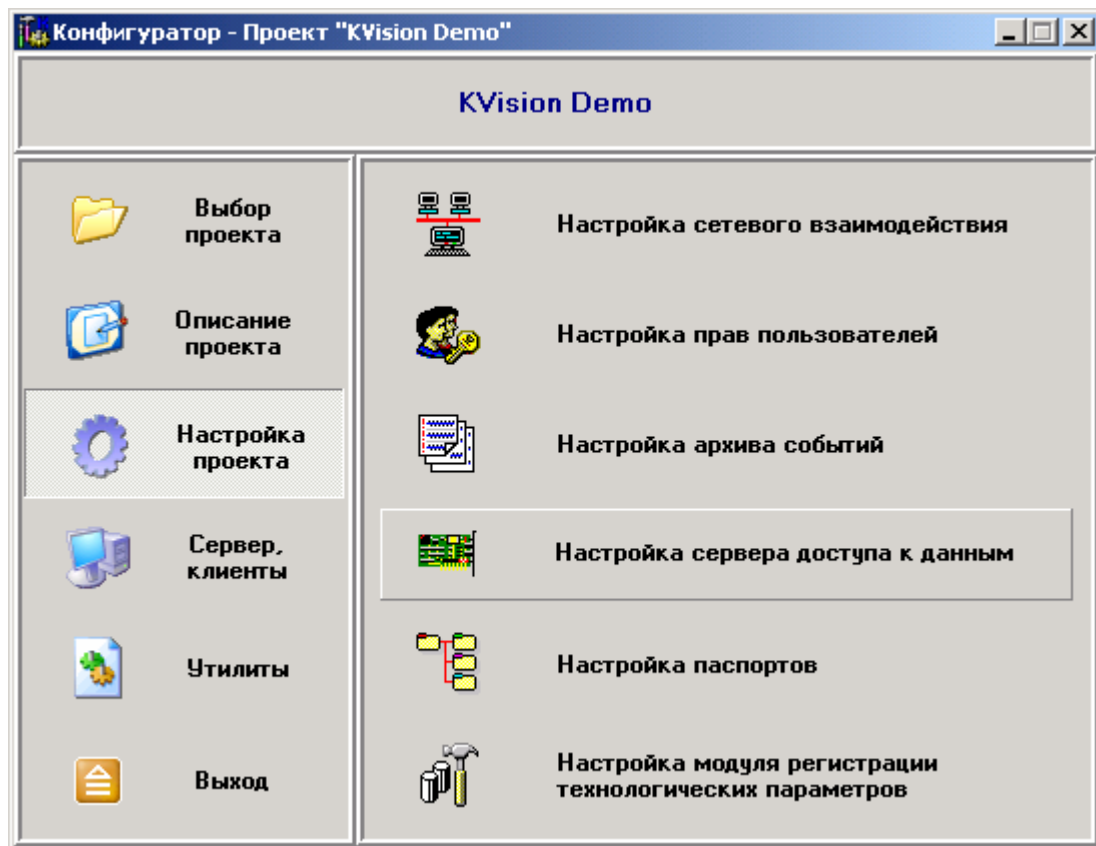 Конфигуратор - Проект "KVision Demo"
KVision Demo
Выбор
проекта
Описание
проекта
Настройка
проекта
Сервер,
клиенты
Утилиты
Выход
Настройка сетевого взаимодействия
Настройка прав пользователей
Настройка архива событий
Настройка сервера доступа к данным
Настройка паспортов
Настройка модуля регистрации
технологических параметров